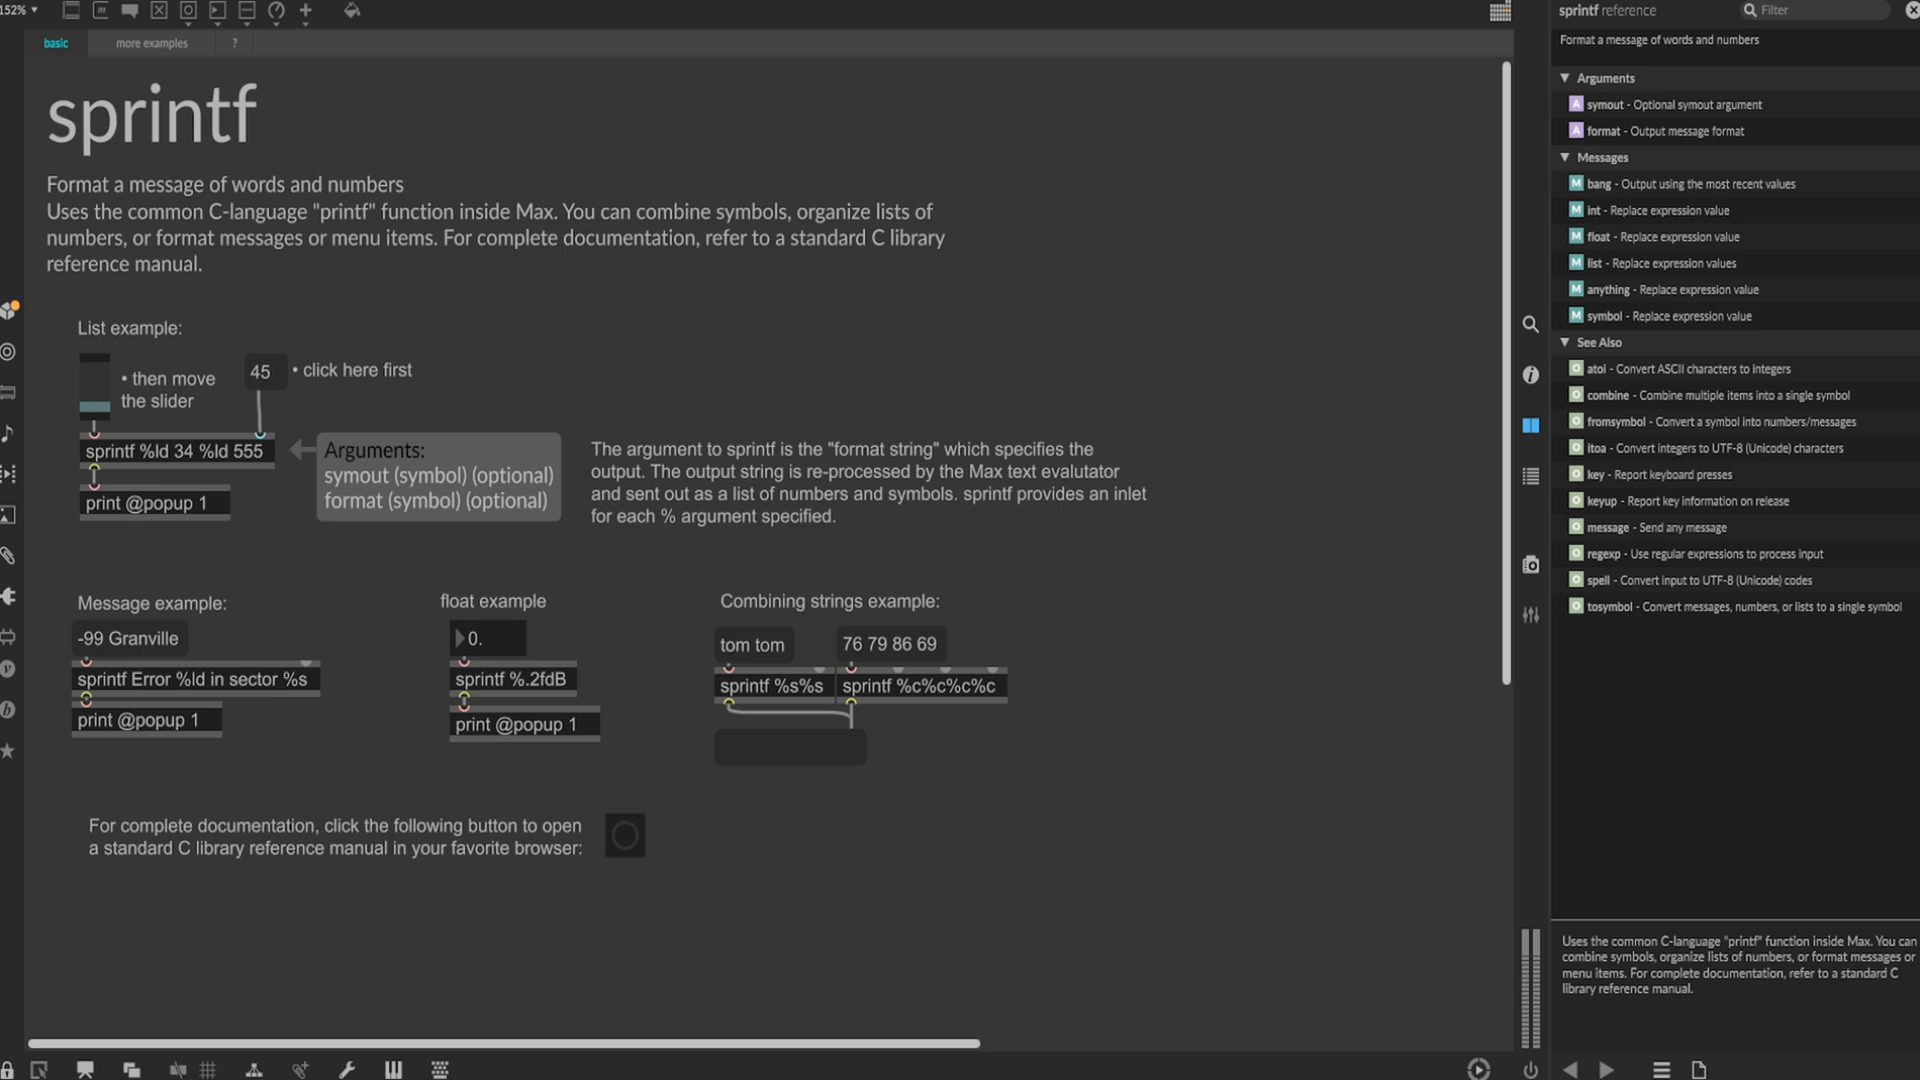 152%
basic
more examples
?
sprintf
Format a message of words and numbers
Uses the common C-language "printf" function inside Max. You can combine symbols, organize lists of
numbers, or format messages or menu items. For complete documentation, refer to a standard C library
reference manual.
List example:
• then move
the slider
45
• click here first
sprintf %ld 34 %ld 555
print @popup 1
Arguments:
symout (symbol) (optional)
format (symbol) (optional)
The argument to sprintf is the "format string" which specifies the
output. The output string is re-processed by the Max text evalutator
and sent out as a list of numbers and symbols. sprintf provides an inlet
for each % argument specified.
Message example:
-99 Granville
sprintf Error %ld in sector %s
print @popup 1
float example
0.
sprintf %.2fdB
print @popup 1
Combining strings example:
tom tom
76 79 86 69
sprintf %s%s
sprintf %c%c%c%c
For complete documentation, click the following button to open
a standard C library reference manual in your favorite browser:
sprintf reference
Filter
Format a message of words and numbers
Arguments
A symout - Optional symout argument
A format - Output message format
Messages
M bang - Output using the most recent values
M int - Replace expression value
M float - Replace expression value
M list - Replace expression values
M anything - Replace expression value
M symbol - Replace expression value
See Also
O atoi - Convert ASCII characters to integers
O combine - Combine multiple items into a single symbol
O fromsymbol - Convert a symbol into numbers/messages
O itoa - Convert integers to UTF-8 (Unicode) characters
O key - Report keyboard presses
O keyup - Report key information on release
O message - Send any message
O regexp - Use regular expressions to process input
O spell - Convert input to UTF-8 (Unicode) codes
O tosymbol - Convert messages, numbers, or lists to a single symbol
Uses the common C-language "printf" function inside Max. You can
combine symbols, organize lists of numbers, or format messages or
menu items. For complete documentation, refer to a standard C
library reference manual.